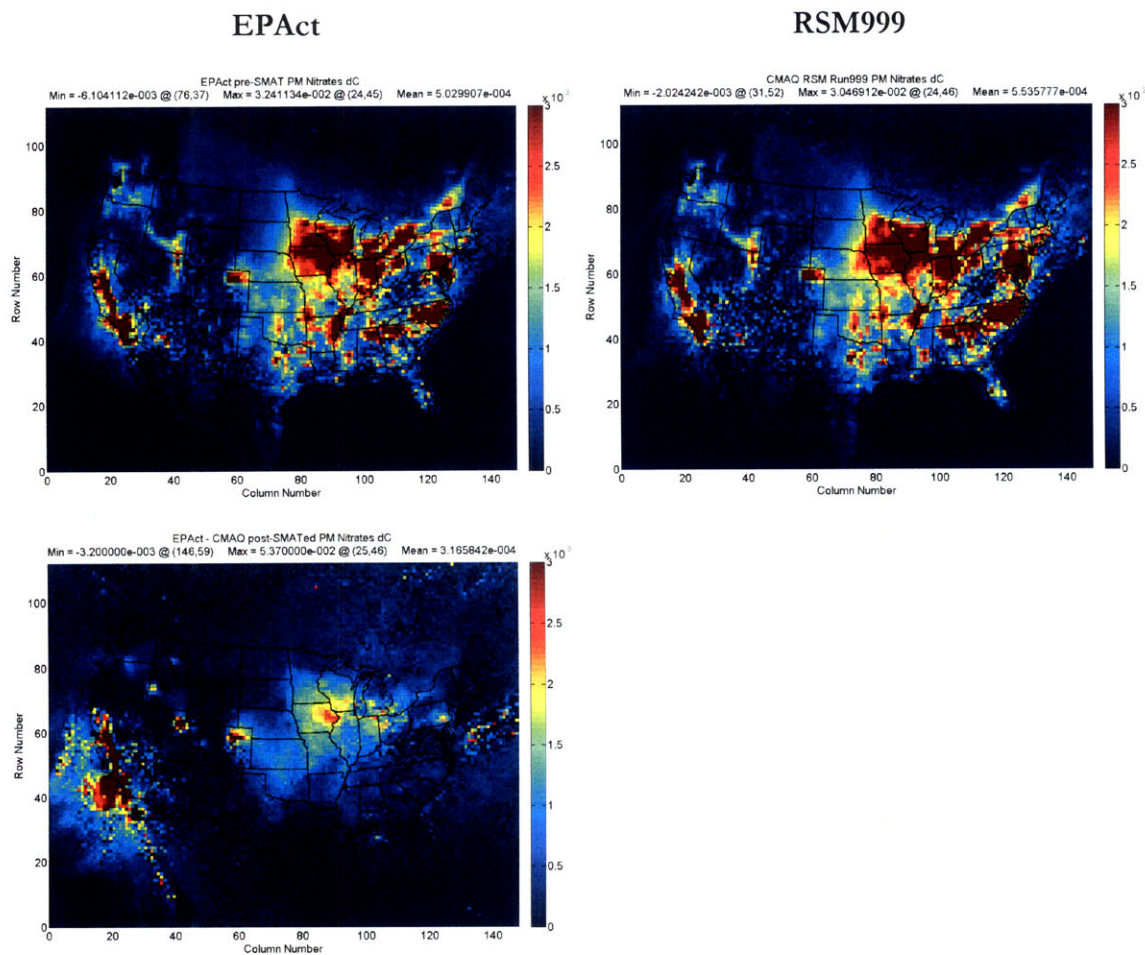 EPAct
RSM999
EPAct pre-SMAT PM Nitrates dC
Min = -6.104112e-003 @ (76,37) Max = 3.241134e-002 @ (24,45) Mean = 5.029907e-004
x 10
3
2.5
2
1.5
1
0.5
0
Row Number
100
80
60
40
20
0
0 20 40 60 80 100 120 140
Column Number
CMAQ RSM Run999 PM Nitrates dC
Min = -2.024242e-003 @ (31,52) Max = 3.046912e-002 @ (24,46) Mean = 5.535777e-004
x 10
3
2.5
2
1.5
1
0.5
0
Row Number
100
80
60
40
20
0
0 20 40 60 80 100 120 140
Column Number
EPAct - CMAQ post-SMATed PM Nitrates dC
Min = -3.200000e-003 @ (146,59) Max = 5.370000e-002 @ (25,46) Mean = 3.165842e-004
x 10
3
2.5
2
1.5
1
0.5
0
Row Number
100
80
60
40
20
0
0 20 40 60 80 100 120 140
Column Number